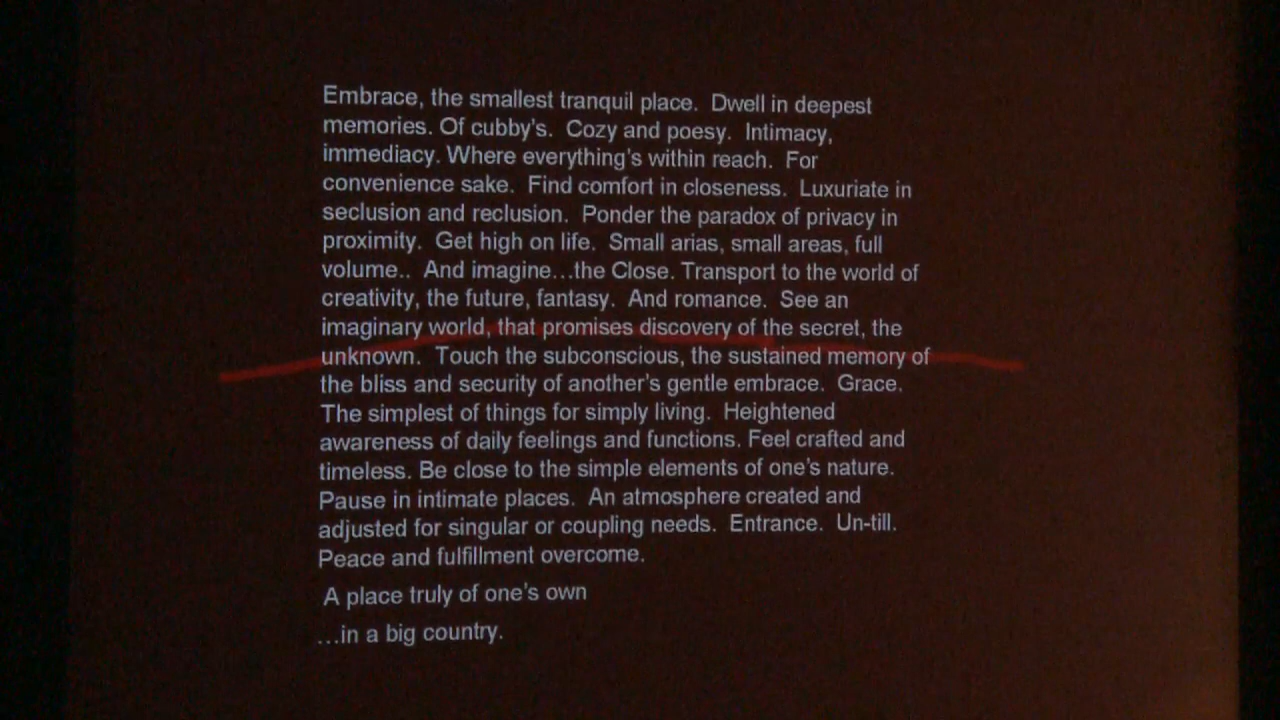 Embrace, the smallest tranquil place.  Dwell in deepest
memories. Of cubby's.  Cozy and poesy.  Intimacy,
immediacy. Where everything's within reach.  For
convenience sake.  Find comfort in closeness.  Luxuriate in
seclusion and reclusion.  Ponder the paradox of privacy in
proximity.  Get high on life.  Small arias, small areas, full
volume..  And imagine…the Close. Transport to the world of
creativity, the future, fantasy.  And romance.  See an
imaginary world, that promises discovery of the secret, the
unknown.  Touch the subconscious, the sustained memory of
the bliss and security of another's gentle embrace.  Grace.
The simplest of things for simply living.  Heightened
awareness of daily feelings and functions. Feel crafted and
timeless. Be close to the simple elements of one's nature.
Pause in intimate places.  An atmosphere created and
adjusted for singular or coupling needs.  Entrance.  Un-till.
Peace and fulfillment overcome.
A place truly of one's own
…in a big country.